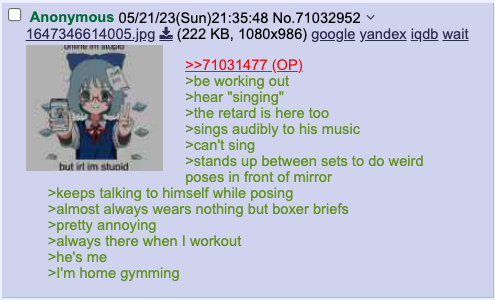 Anonymous 05/21/23(Sun)21:35:48 No.71032952
1647346614005.jpg (222 KB, 1080x986) google yandex iqdb wait
online im stupid
but irl im stupid
>>71031477 (OP)
>be working out
>hear "singing"
>the retard is here too
>sings audibly to his music
>can't sing
>stands up between sets to do weird
poses in front of mirror
>keeps talking to himself while posing
>almost always wears nothing but boxer briefs
>pretty annoying
>always there when I workout
>he's me
>I'm home gymming